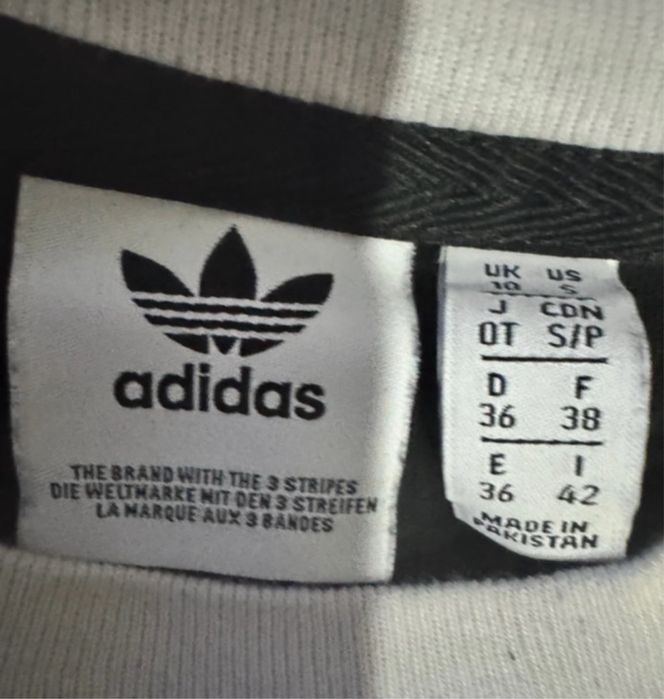 adidas
THE BRAND WITH THE 3 STRIPES
DIE WELTMARKE MIT DEN 3 STREIFEN
LA MARQUE AUX 3 BANDES
UK US
10 S
J CDN
OT S/P
D F
36 38
E I
36 42
MADE IN
PAKISTAN